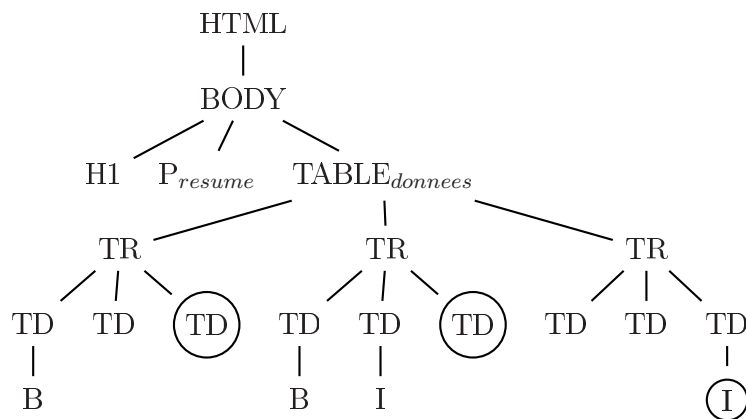 HTML
BODY
H1 P_resume TABLE_donnees
TR TR TR
TD TD TD TD TD TD TD TD TD
B B I I